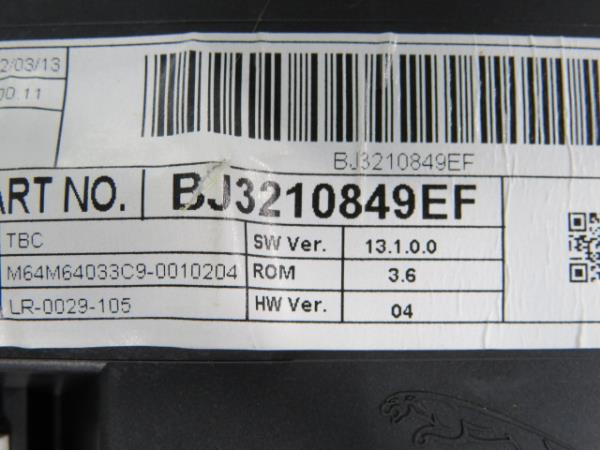 2/03/13
00.11
BJ3210849EF
ART NO. BJ3210849EF
TBC SW Ver. 13.1.0.0
M64M64033C9-0010204 ROM 3.6
LR-0029-105 HW Ver. 04